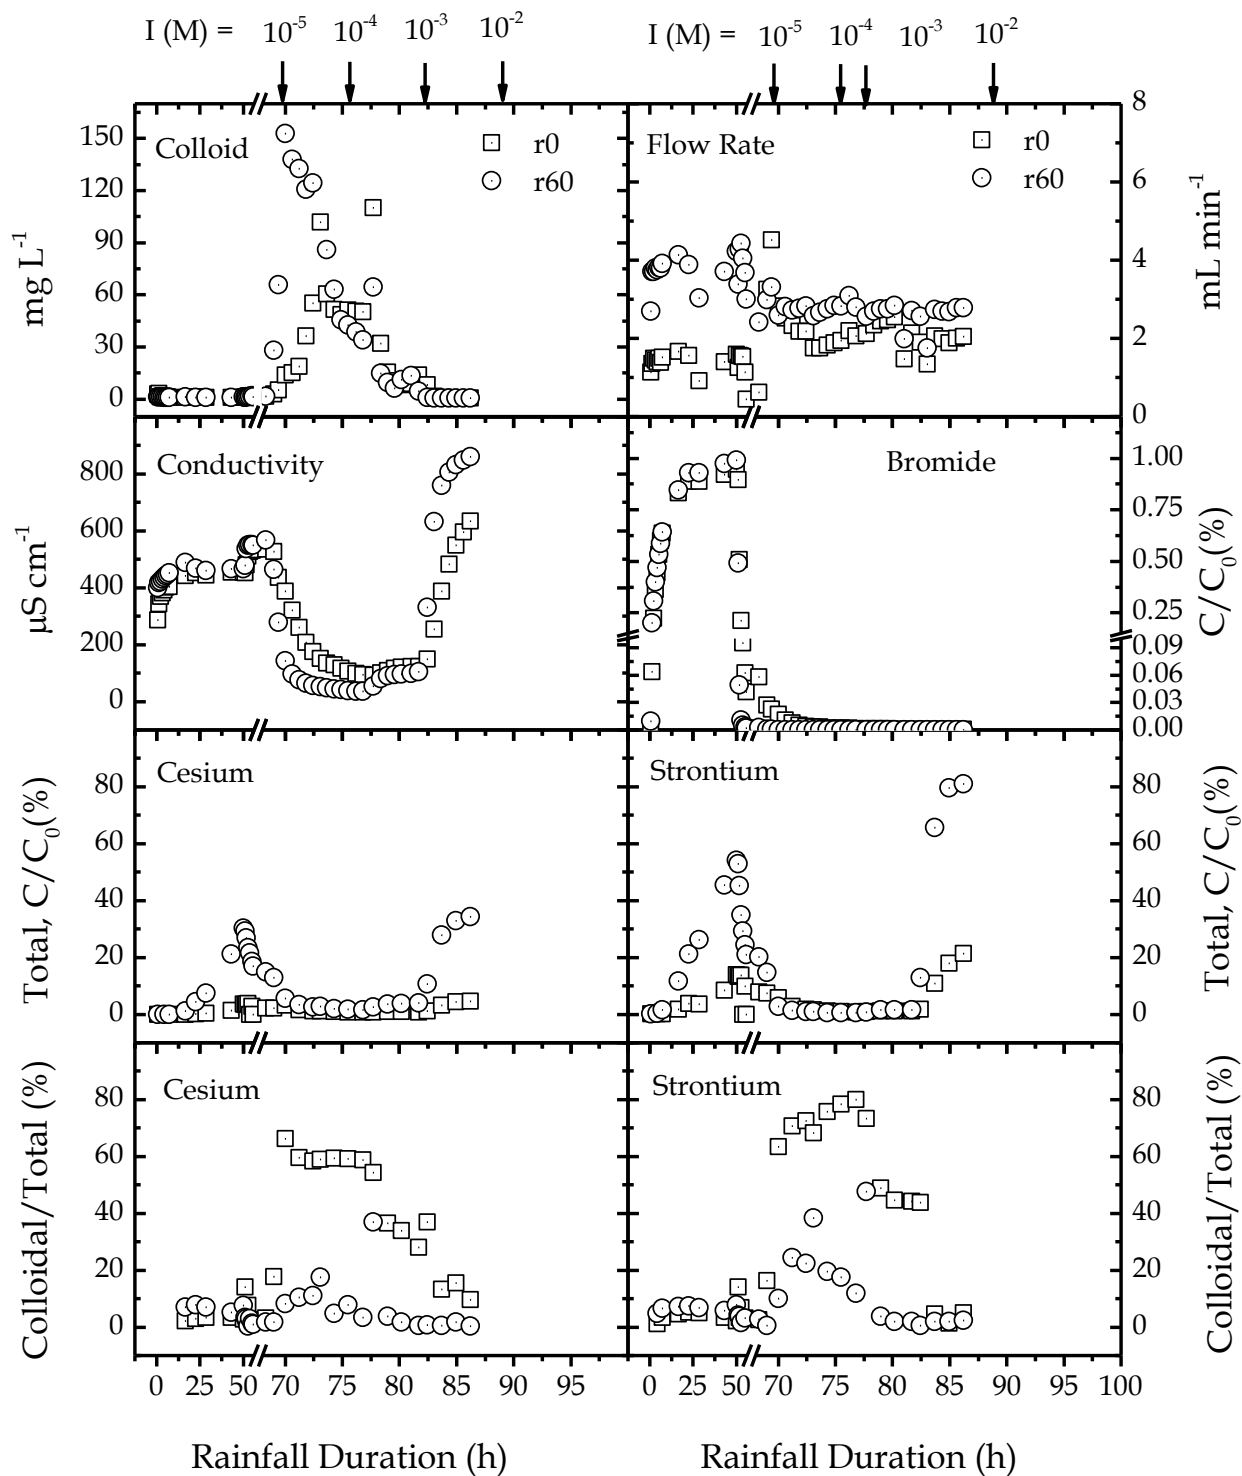 I (M) = 10⁻⁵ 10⁻⁴ 10⁻³ 10⁻² I (M) = 10⁻⁵ 10⁻⁴ 10⁻³ 10⁻²
Colloid
r0
r60
150
120
90
60
30
0
mg L⁻¹
Flow Rate
r0
r60
8
6
4
2
0
mL min⁻¹
Conductivity
800
600
400
200
0
µS cm⁻¹
Bromide
1.00
0.75
0.50
0.25
0.09
0.06
0.03
0.00
C/C₀(%)
Cesium
80
60
40
20
0
Total, C/C₀(%)
Strontium
80
60
40
20
0
Total, C/C₀(%)
Cesium
80
60
40
20
0
Colloidal/Total (%)
Strontium
80
60
40
20
0
Colloidal/Total (%)
0 25 50 70 75 80 85 90 95 0 25 50 70 75 80 85 90 95 100
Rainfall Duration (h) Rainfall Duration (h)